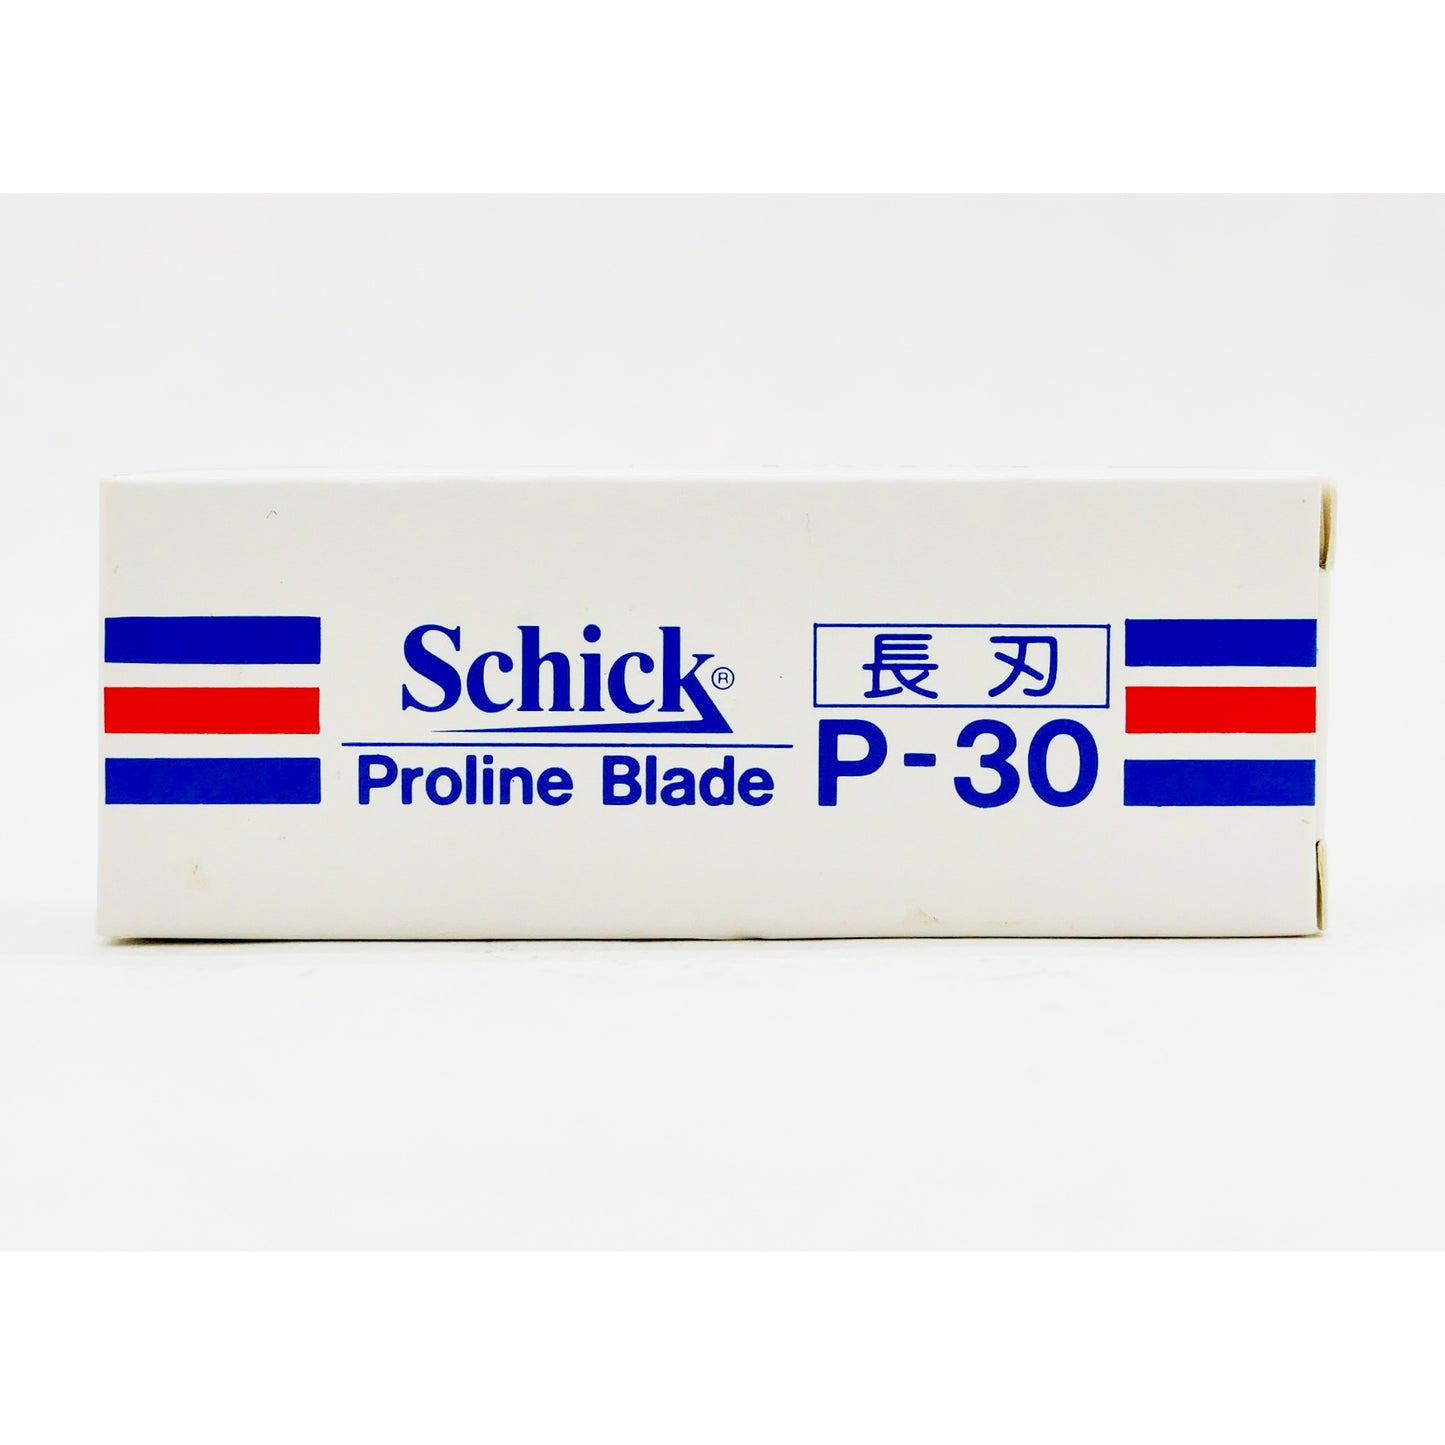 Schick®
Proline Blade
長刃
P-30